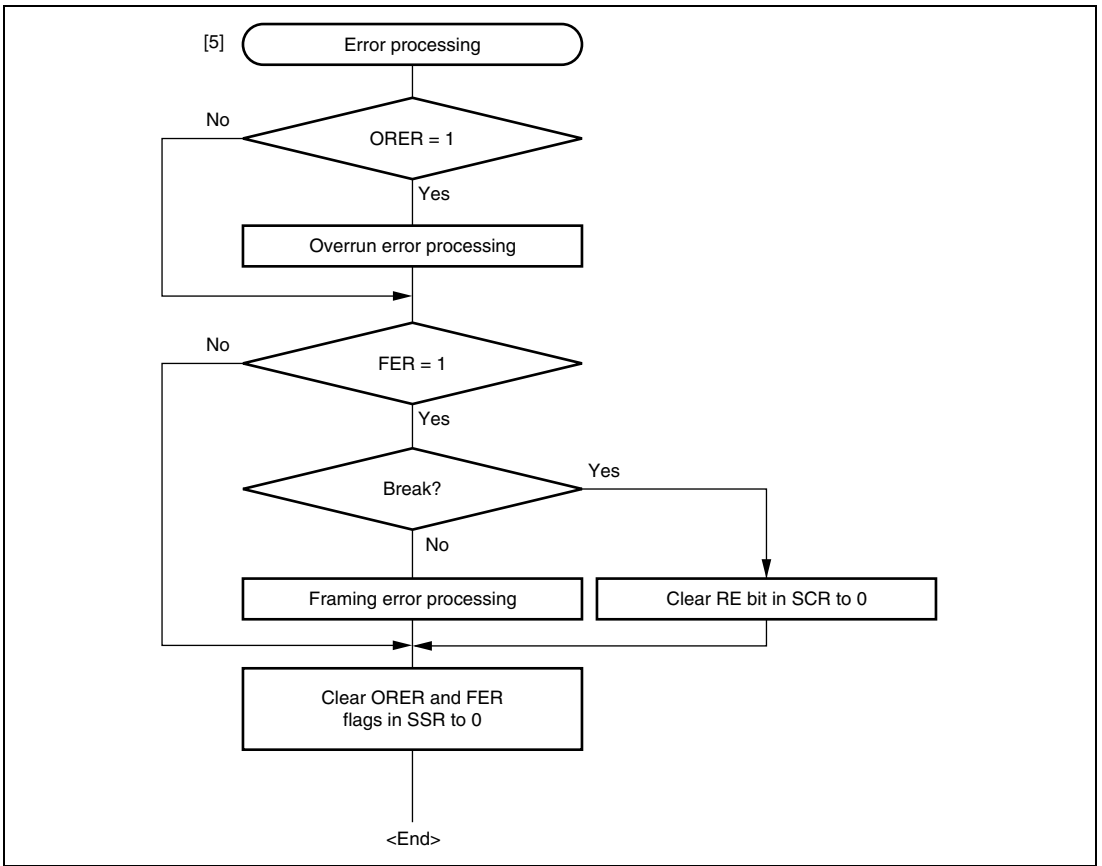 [5]
Error processing
No
ORER = 1
Yes
Overrun error processing
No
FER = 1
Yes
Break?
Yes
No
Framing error processing
Clear RE bit in SCR to 0
Clear ORER and FER
flags in SSR to 0
<End>